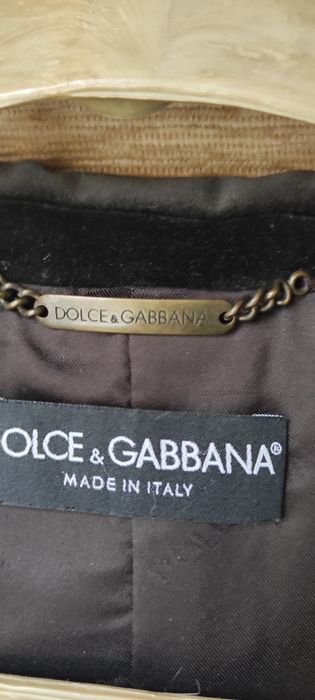 DOLCE & GABBANA
OLCE & GABBANA®
MADE IN ITALY